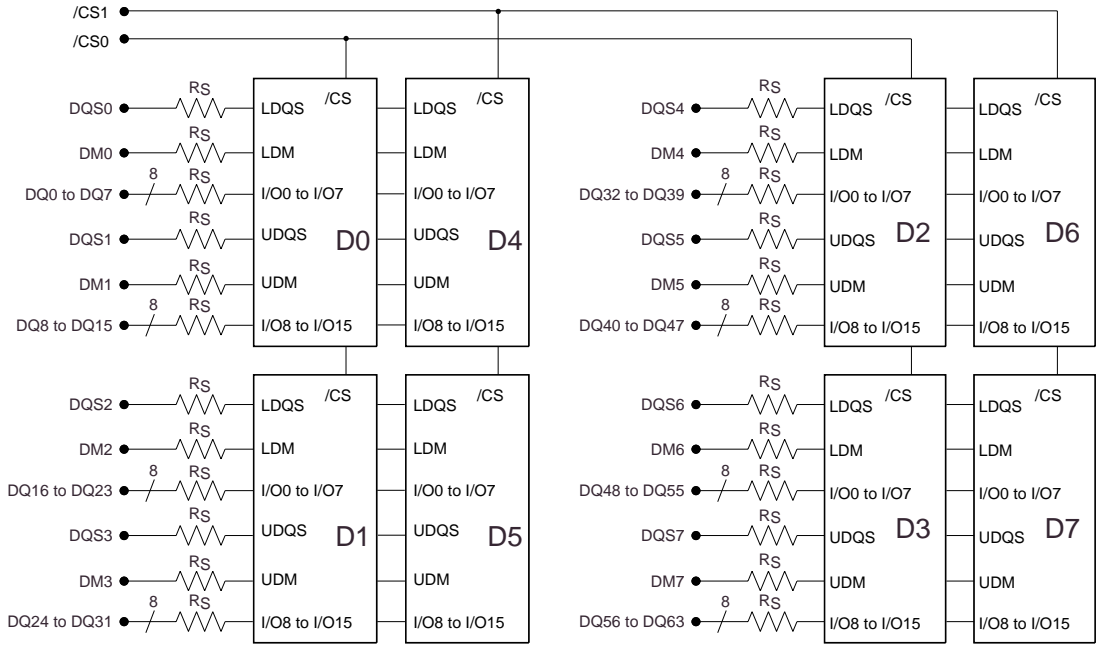 /CS1
/CS0
RS /CS /CS RS /CS /CS
DQS0 LDQS LDQS DQS4 LDQS LDQS
RS RS
DM0 LDM LDM DM4 LDM LDM
8 RS 8 RS
DQ0 to DQ7 I/O0 to I/O7 I/O0 to I/O7 DQ32 to DQ39 I/O0 to I/O7 I/O0 to I/O7
RS RS
DQS1 UDQS D0 UDQS D4 DQS5 UDQS D2 UDQS D6
RS RS
DM1 UDM UDM DM5 UDM UDM
8 RS 8 RS
DQ8 to DQ15 I/O8 to I/O15 I/O8 to I/O15 DQ40 to DQ47 I/O8 to I/O15 I/O8 to I/O15
RS /CS /CS RS /CS /CS
DQS2 LDQS LDQS DQS6 LDQS LDQS
RS RS
DM2 LDM LDM DM6 LDM LDM
8 RS 8 RS
DQ16 to DQ23 I/O0 to I/O7 I/O0 to I/O7 DQ48 to DQ55 I/O0 to I/O7 I/O0 to I/O7
RS RS
DQS3 UDQS D1 UDQS D5 DQS7 UDQS D3 UDQS D7
RS RS
DM3 UDM UDM DM7 UDM UDM
8 RS 8 RS
DQ24 to DQ31 I/O8 to I/O15 I/O8 to I/O15 DQ56 to DQ63 I/O8 to I/O15 I/O8 to I/O15